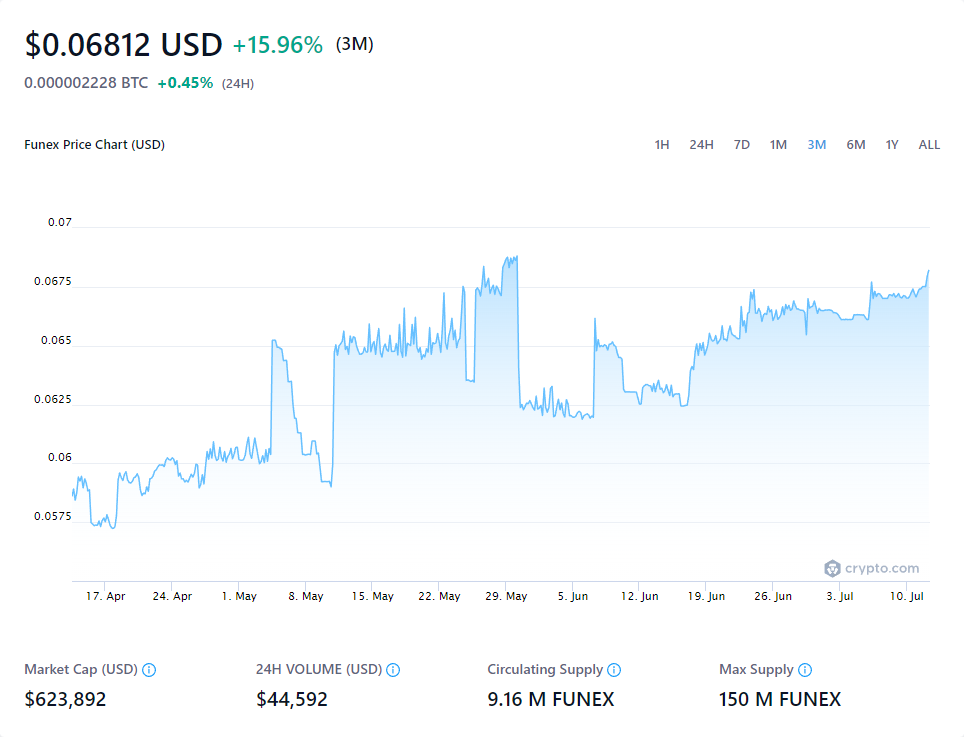 $0.06812 USD +15.96% (3M)
0.000002228 BTC +0.45% (24H)
Funex Price Chart (USD) 1H 24H 7D 1M 3M 6M 1Y ALL
0.07
0.0675
0.065
0.0625
0.06
0.0575
crypto.com
17. Apr 24. Apr 1. May 8. May 15. May 22. May 29. May 5. Jun 12. Jun 19. Jun 26. Jun 3. Jul 10. Jul
Market Cap (USD) 24H VOLUME (USD) Circulating Supply Max Supply
$623,892 $44,592 9.16 M FUNEX 150 M FUNEX